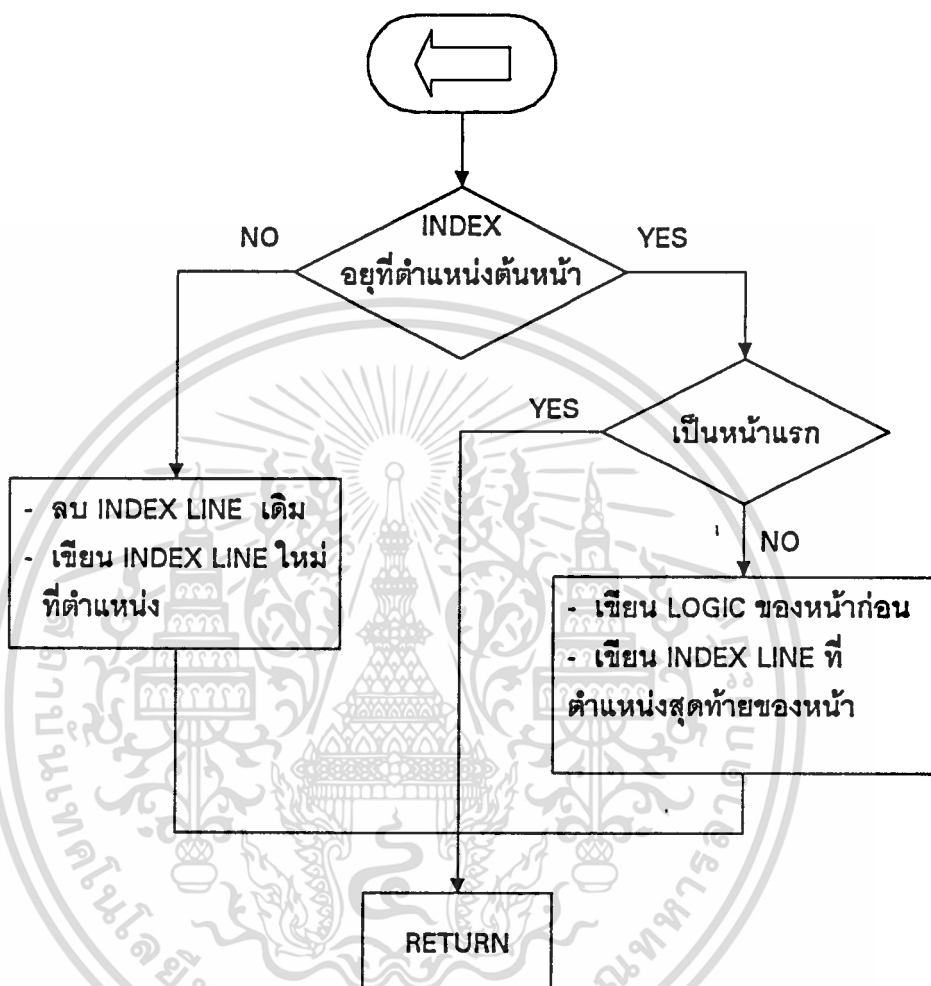 INDEX
อยุที่ตำแหน่งต้นหน้า
NO
YES
เป็นหน้าแรก
YES
NO
- ลบ INDEX LINE เดิม
- เขียน INDEX LINE ใหม่
ที่ตำแหน่ง
- เขียน LOGIC ของหน้าก่อน
- เขียน INDEX LINE ที่
ตำแหน่งสุดท้ายของหน้า
RETURN